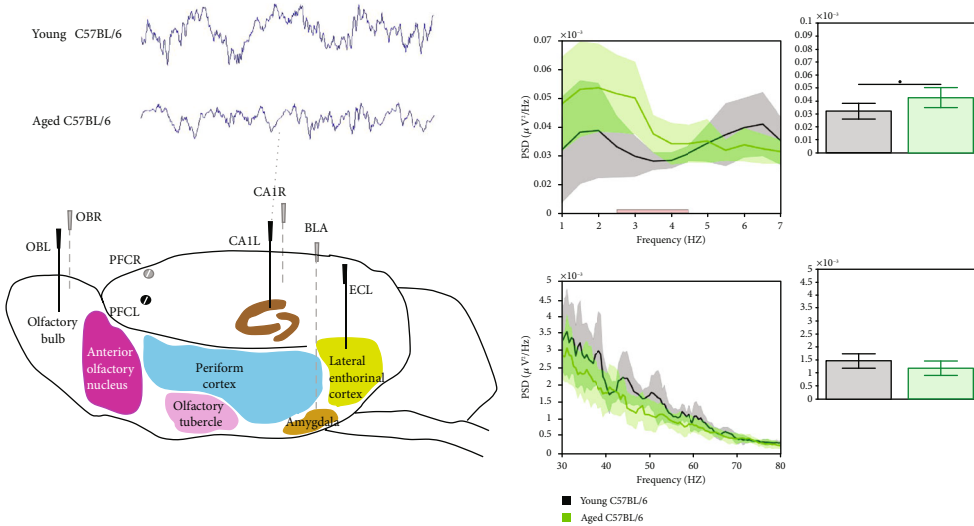 Young C57BL/6
Aged C57BL/6
CA1R
OBR
BLA
OBL
CA1L
PFCR
ECL
PFCL
Olfactory
bulb
Anterior
olfactory
nucleus
Periform
cortex
Lateral
enthorinal
cortex
Olfactory
tubercle
Amygdala
×10⁻³
0.07
0.06
0.05
0.04
0.03
0.02
0
PSD (μ V²/Hz)
1 2 3 4 5 6 7
Frequency (HZ)
×10⁻³
0.1
0.09
0.08
0.07
0.06
0.05
0.04
0.03
0.02
0.01
0
×10⁻³
5
4.5
4
3.5
3
2.5
2
1.5
1
0.5
0
PSD (μ V²/Hz)
30 40 50 60 70 80
Frequency (HZ)
×10⁻³
5
4.5
4
3.5
3
2.5
2
1.5
1
0.5
0
Young C57BL/6
Aged C57BL/6